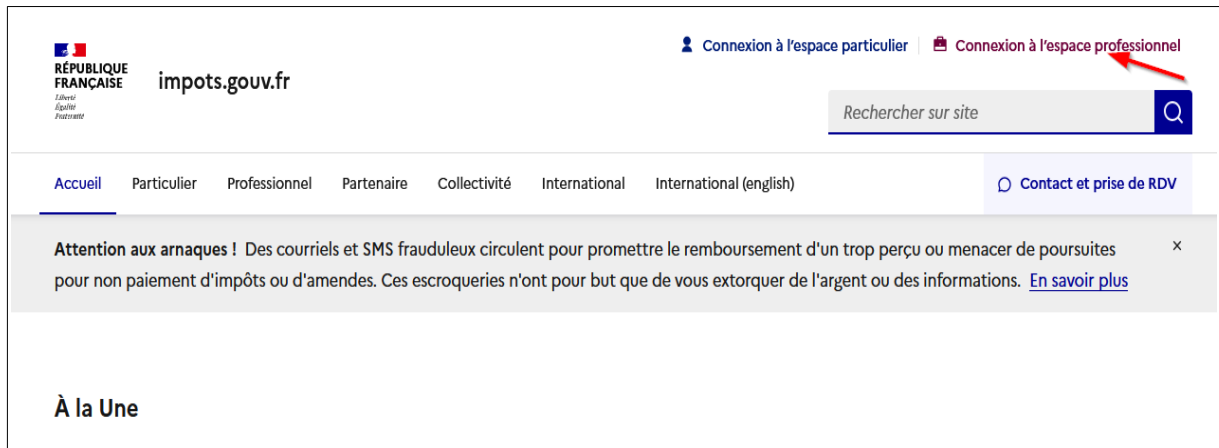 Connexion à l'espace particulier
Connexion à l'espace professionnel
RÉPUBLIQUE
FRANÇAISE
Liberté
Égalité
Fraternité
impots.gouv.fr
Rechercher sur site
Accueil Particulier Professionnel Partenaire Collectivité International International (english) Contact et prise de RDV
Attention aux arnaques ! Des courriels et SMS frauduleux circulent pour promettre le remboursement d'un trop perçu ou menacer de poursuites
pour non paiement d'impôts ou d'amendes. Ces escroqueries n'ont pour but que de vous extorquer de l'argent ou des informations. En savoir plus
À la Une